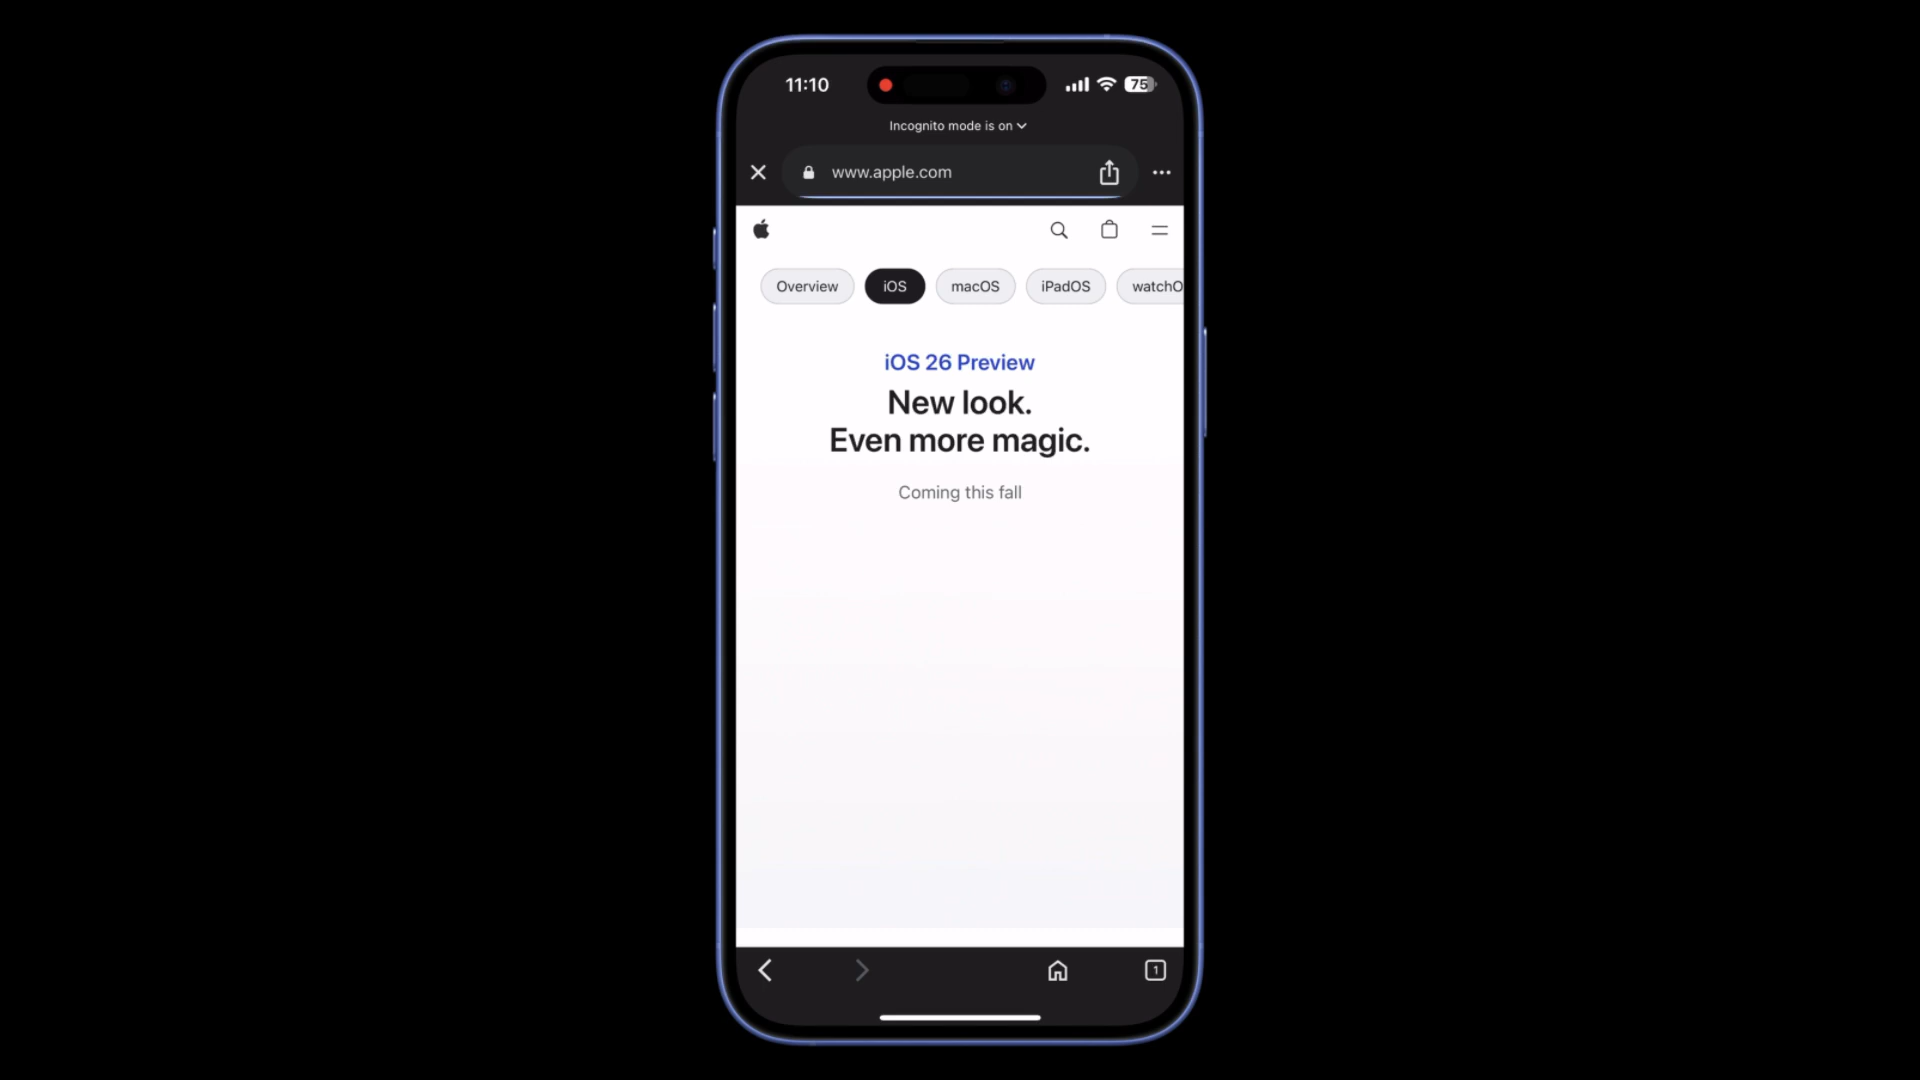 11:10
75
Incognito mode is on
www.apple.com
Overview iOS macOS iPadOS watchO
iOS 26 Preview
New look.
Even more magic.
Coming this fall
1